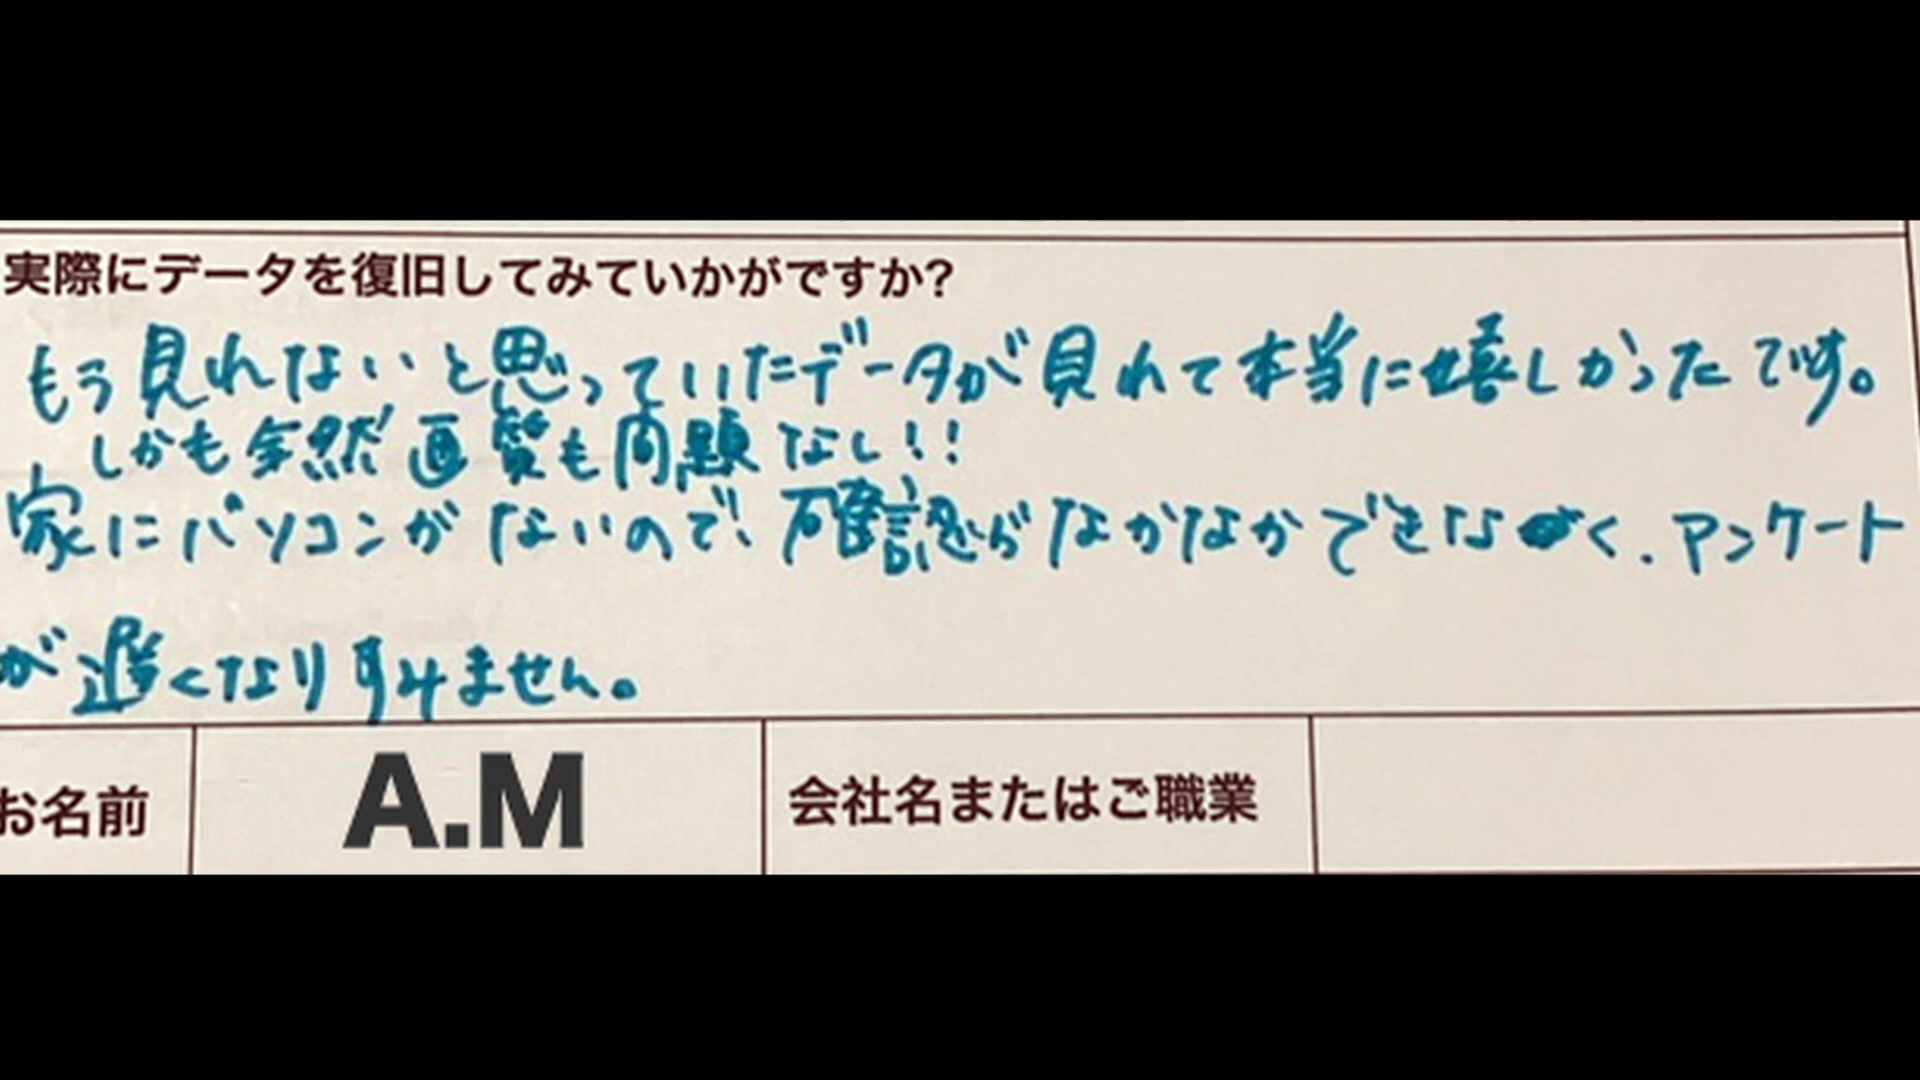 実際にデータを復旧してみていかがですか?
もう見れないと思っていたデータが見れて本当に嬉しかったです。
しかも全然画質も問題なし!!
家にパソコンがないので、確認がなかなかできなく、アンケート
が遅くなりすみません。
お名前 A.M 会社名またはご職業